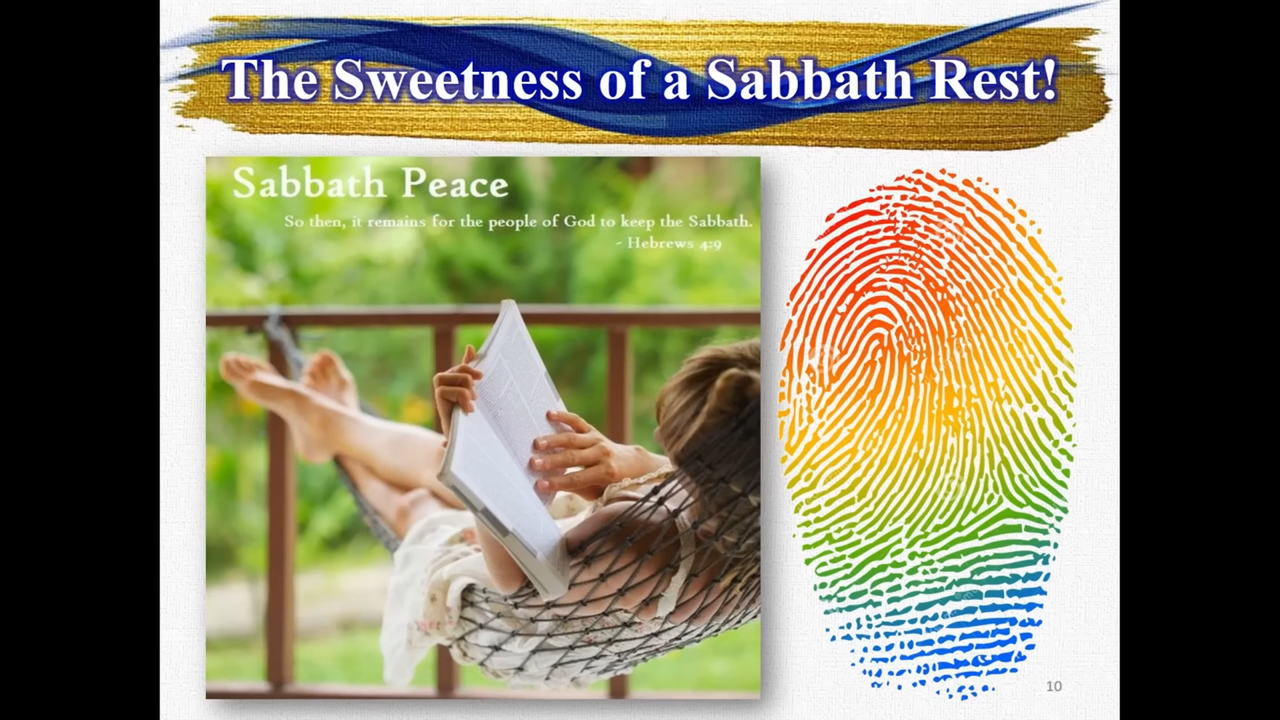 The Sweetness of a Sabbath Rest!
Sabbath Peace
So then, it remains for the people of God to keep the Sabbath.
- Hebrews 4:9
10